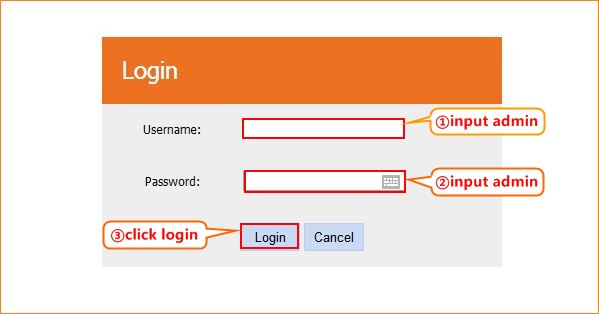 Login
Username:
①input admin
Password:
②input admin
③click login
Login
Cancel